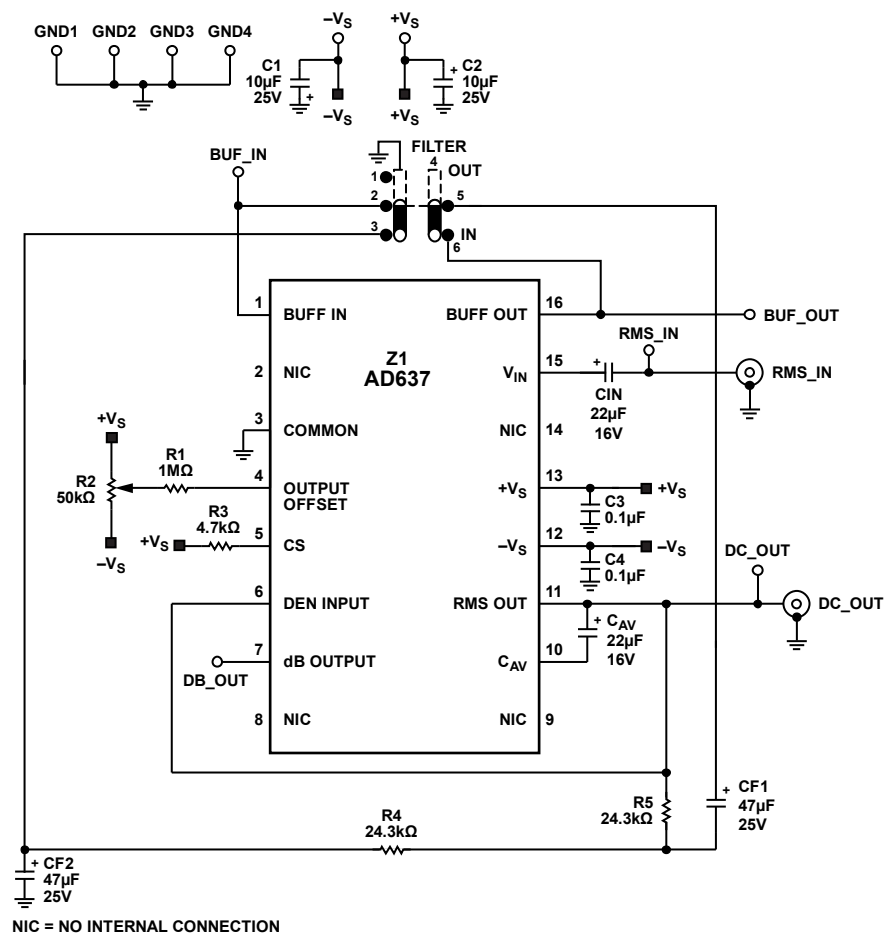 GND1 GND2 GND3 GND4
–VS
+VS
C1
10µF
25V
+
–VS
+
C2
10µF
25V
+VS
BUF_IN
FILTER
4
OUT
1
2
3
5
IN
6
1
BUFF IN
BUFF OUT
16
BUF_OUT
Z1
AD637
2
NIC
VIN
15
+
CIN
22µF
16V
RMS_IN
RMS_IN
3
COMMON
NIC
14
+VS
R2
50kΩ
–VS
R1
1MΩ
4
OUTPUT
OFFSET
+VS
13
C3
0.1µF
+VS
+VS
R3
4.7kΩ
5
CS
–VS
12
C4
0.1µF
–VS
DC_OUT
6
DEN INPUT
RMS OUT
11
DC_OUT
+
CAV
22µF
16V
DB_OUT
7
dB OUTPUT
CAV
10
8
NIC
NIC
9
R5
24.3kΩ
+
CF1
47µF
25V
R4
24.3kΩ
+
CF2
47µF
25V
NIC = NO INTERNAL CONNECTION